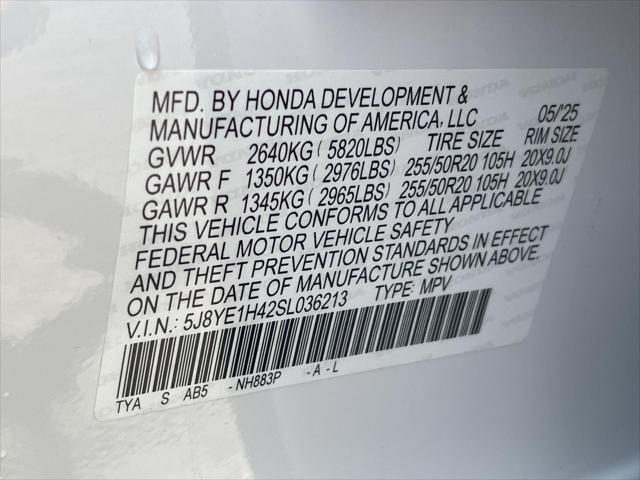 MFD. BY HONDA DEVELOPMENT &
MANUFACTURING OF AMERICA, LLC 05/25
GVWR 2640KG ( 5820LBS) TIRE SIZE RIM SIZE
GAWR F 1350KG ( 2976LBS) 255/50R20 105H 20X9.0J
GAWR R 1345KG ( 2965LBS) 255/50R20 105H 20X9.0J
THIS VEHICLE CONFORMS TO ALL APPLICABLE
FEDERAL MOTOR VEHICLE SAFETY
AND THEFT PREVENTION STANDARDS IN EFFECT
ON THE DATE OF MANUFACTURE SHOWN ABOVE.
V.I.N.: 5J8YE1H42SL036213 TYPE: MPV
TYA S AB5 -NH883P -A-L